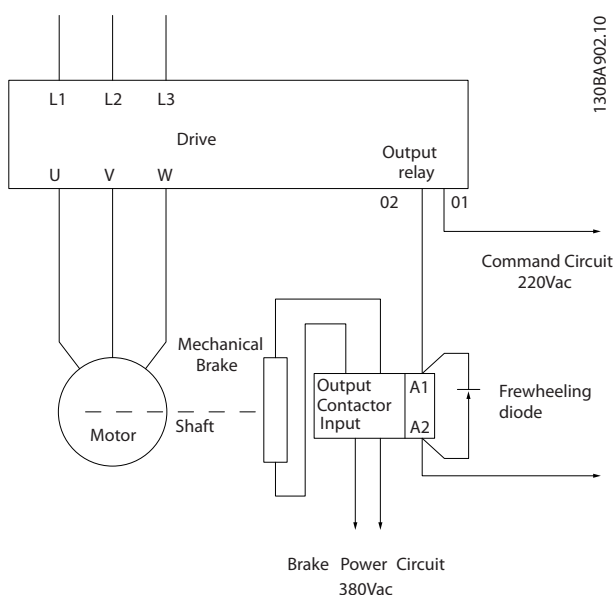 130BA902.10
L1 L2 L3
Drive
U V W
Output
relay
02 01
Command Circuit
220Vac
Mechanical
Brake
Output
Contactor
Input
A1
A2
Frewheeling
diode
Motor
Shaft
Brake Power Circuit
380Vac